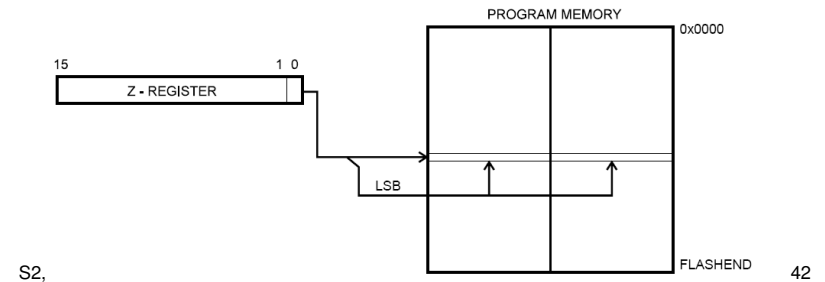 PROGRAM MEMORY
0x0000
15 1 0
Z - REGISTER
LSB
FLASHEND
S2, 42